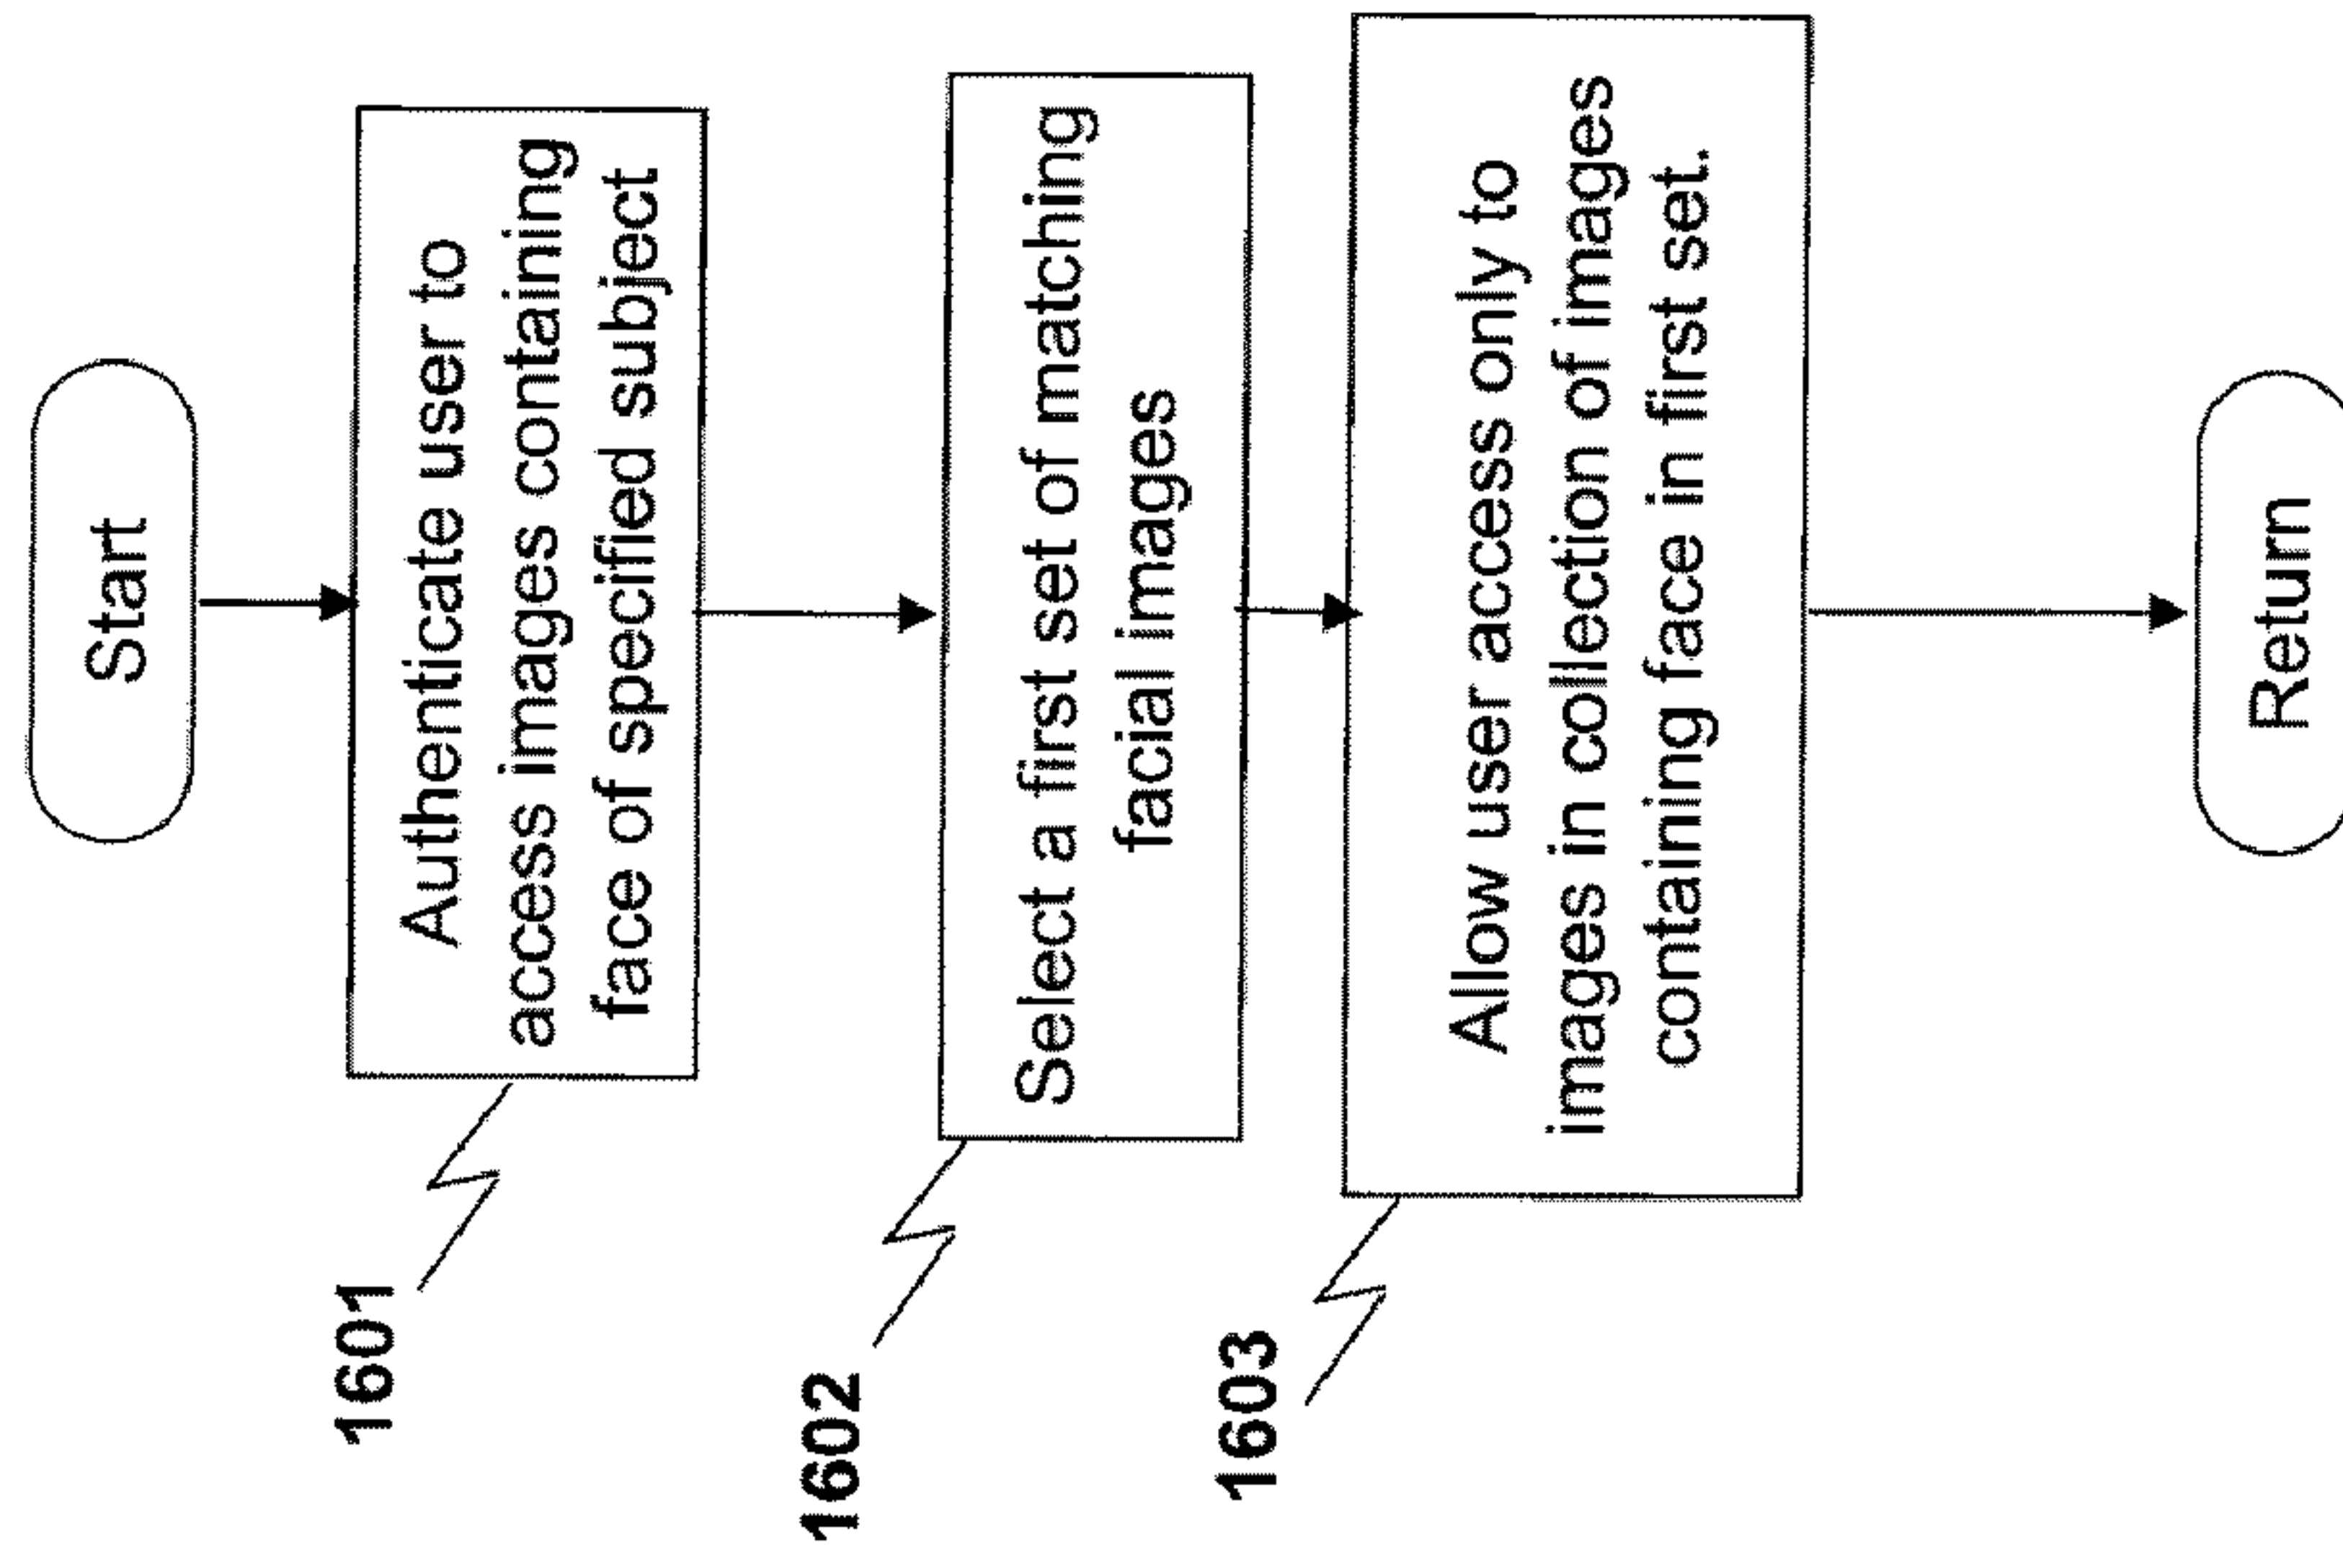 Start
1601
Authenticate user to
access images containing
face of specified subject
1602
Select a first set of matching
facial images
1603
Allow user access only to
images in collection of images
containing face in first set.
Return